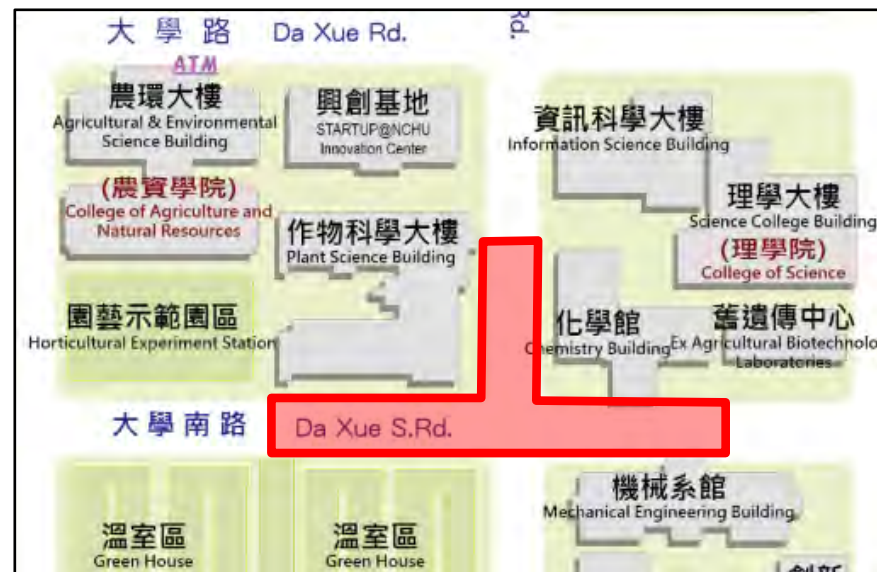 大學路 Da Xue Rd.
Rd.
ATM
農環大樓
Agricultural & Environmental
Science Building
興創基地
STARTUP@NCHU
Innovation Center
資訊科學大樓
Information Science Building
(農資學院)
College of Agriculture and
Natural Resources
作物科學大樓
Plant Science Building
理學大樓
Science College Building
(理學院)
College of Science
園藝示範園區
Horticultural Experiment Station
化學館
Chemistry Building
舊遺傳中心
Ex Agricultural Biotechnolo
Laboratories
大學南路 Da Xue S.Rd.
機械系館
Mechanical Engineering Building
溫室區
Green House
溫室區
Green House